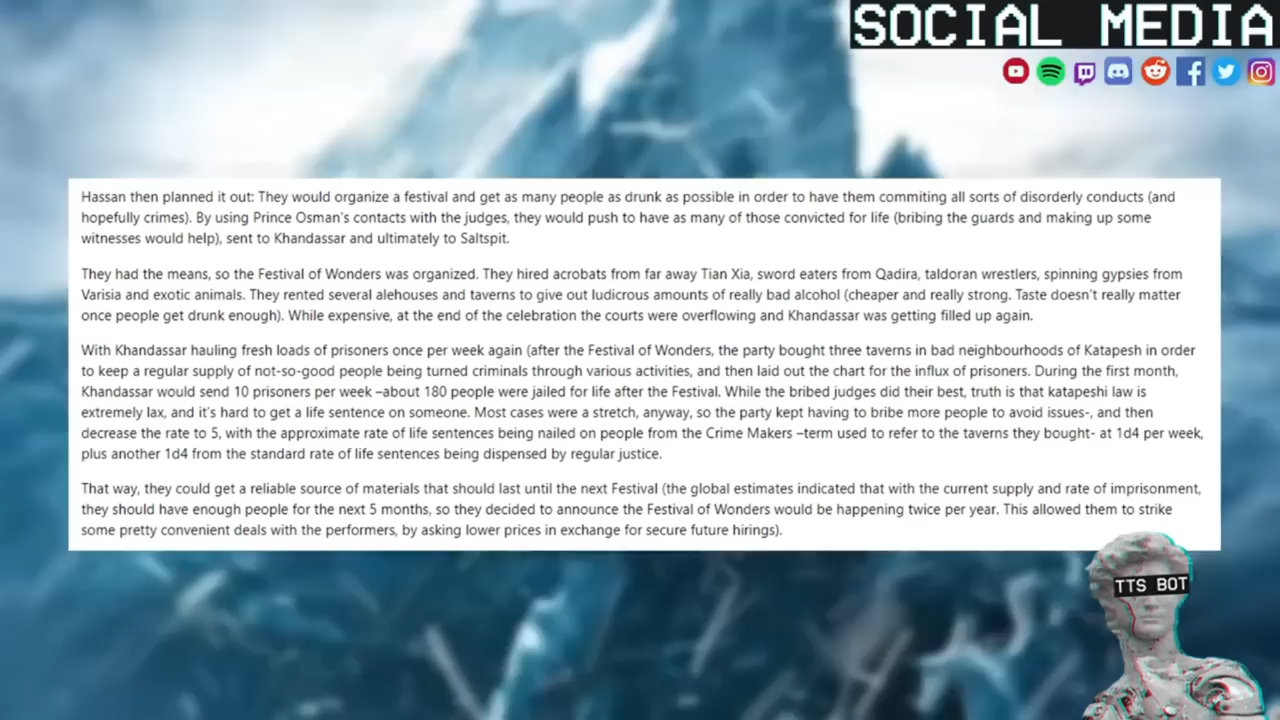 SOCIAL MEDIA
Hassan then planned it out: They would organize a festival and get as many people as drunk as possible in order to have them commiting all sorts of disorderly conducts (and
hopefully crimes). By using Prince Osman's contacts with the judges, they would push to have as many of those convicted for life (bribing the guards and making up some
witnesses would help), sent to Khandassar and ultimately to Saltspit.
They had the means, so the Festival of Wonders was organized. They hired acrobats from far away Tian Xia, sword eaters from Qadira, taldoran wrestlers, spinning gypsies from
Varisia and exotic animals. They rented several alehouses and taverns to give out ludicrous amounts of really bad alcohol (cheaper and really strong. Taste doesn't really matter
once people get drunk enough). While expensive, at the end of the celebration the courts were overflowing and Khandassar was getting filled up again.
With Khandassar hauling fresh loads of prisoners once per week again (after the Festival of Wonders, the party bought three taverns in bad neighbourhoods of Katapesh in order
to keep a regular supply of not-so-good people being turned criminals through various activities, and then laid out the chart for the influx of prisoners. During the first month,
Khandassar would send 10 prisoners per week –about 180 people were jailed for life after the Festival. While the bribed judges did their best, truth is that katapeshi law is
extremely lax, and it's hard to get a life sentence on someone. Most cases were a stretch, anyway, so the party kept having to bribe more people to avoid issues-, and then
decrease the rate to 5, with the approximate rate of life sentences being nailed on people from the Crime Makers –term used to refer to the taverns they bought- at 1d4 per week,
plus another 1d4 from the standard rate of life sentences being dispensed by regular justice.
That way, they could get a reliable source of materials that should last until the next Festival (the global estimates indicated that with the current supply and rate of imprisonment,
they should have enough people for the next 5 months, so they decided to announce the Festival of Wonders would be happening twice per year. This allowed them to strike
some pretty convenient deals with the performers, by asking lower prices in exchange for secure future hirings).
TTS BOT